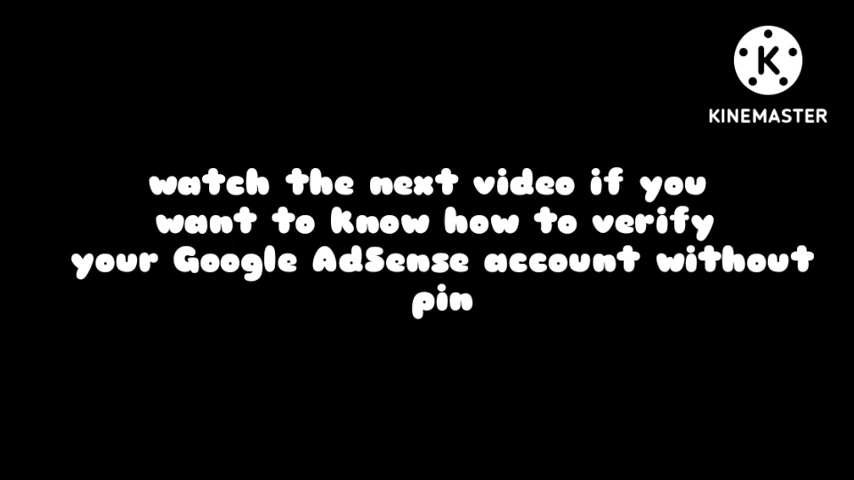 K
KINEMASTER
watch the next video if you
want to know how to verify
your Google AdSense account without
pin